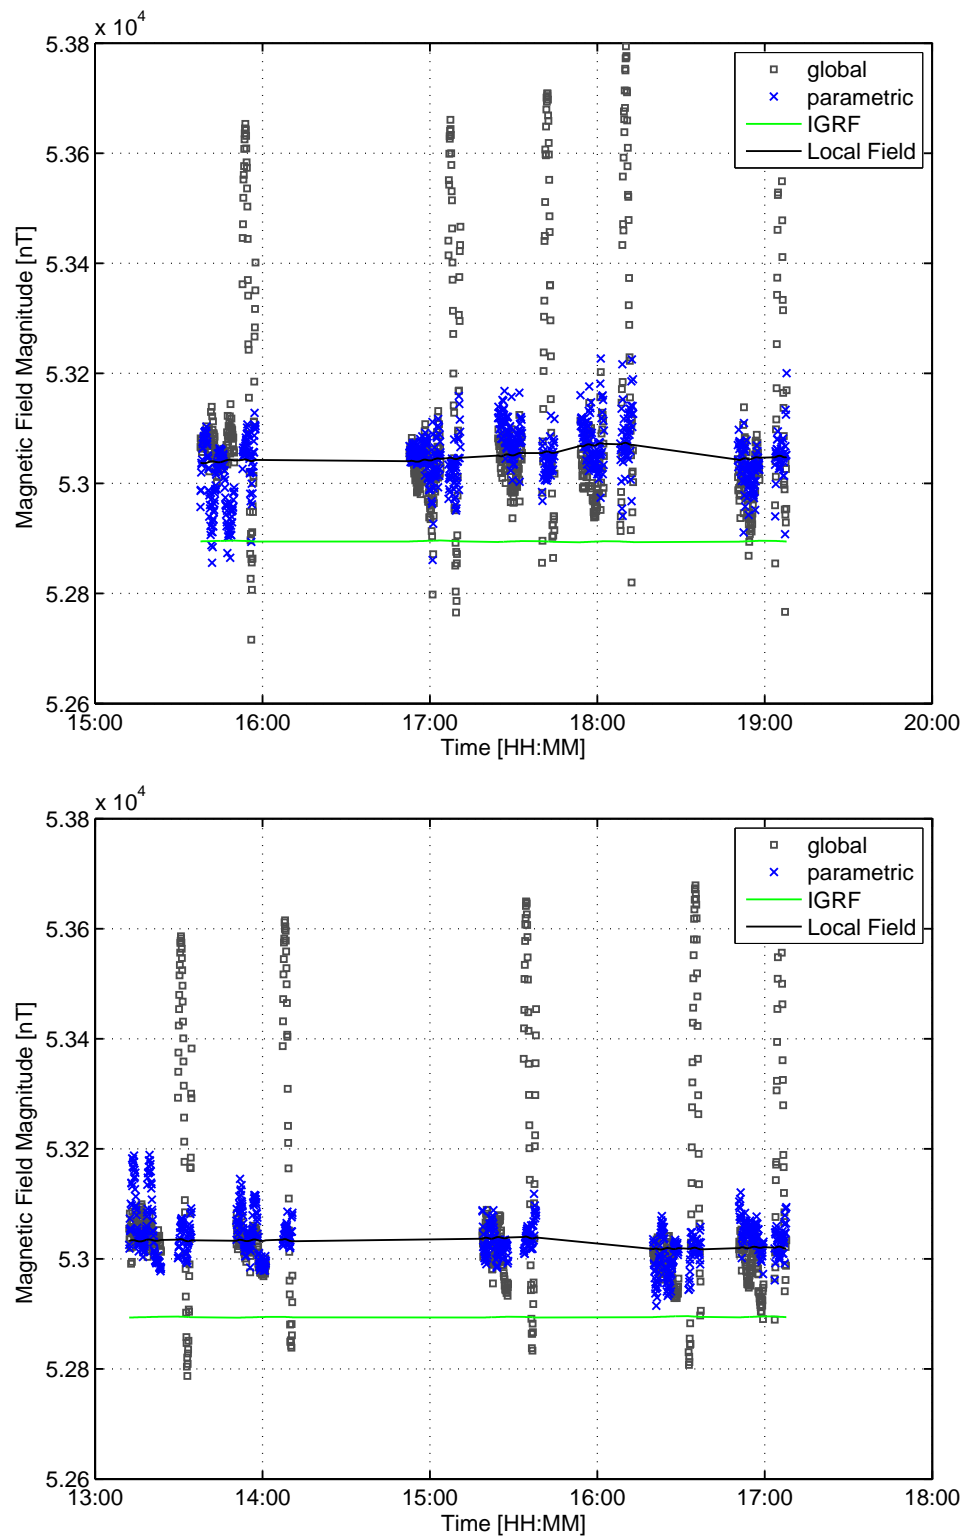 x 10^4
5.38
5.36
5.34
5.32
5.3
5.28
5.26
Magnetic Field Magnitude [nT]
15:00 16:00 17:00 18:00 19:00 20:00
Time [HH:MM]
global
parametric
IGRF
Local Field
x 10^4
5.38
5.36
5.34
5.32
5.3
5.28
5.26
Magnetic Field Magnitude [nT]
13:00 14:00 15:00 16:00 17:00 18:00
Time [HH:MM]
global
parametric
IGRF
Local Field